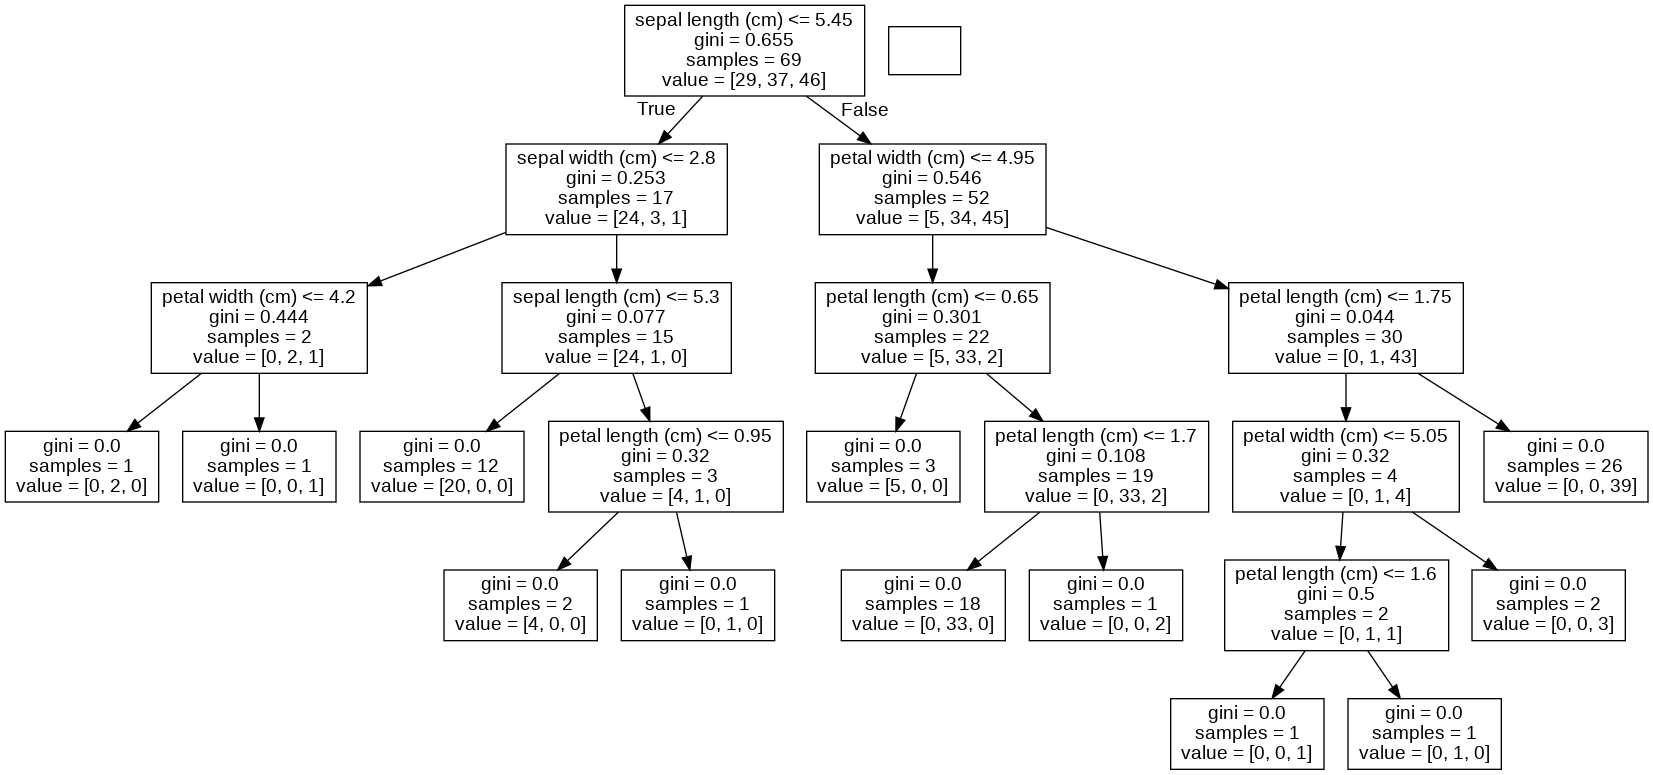 sepal length (cm) <= 5.45
gini = 0.655
samples = 69
value = [29, 37, 46]
True
False
sepal width (cm) <= 2.8
gini = 0.253
samples = 17
value = [24, 3, 1]
petal width (cm) <= 4.95
gini = 0.546
samples = 52
value = [5, 34, 45]
petal width (cm) <= 4.2
gini = 0.444
samples = 2
value = [0, 2, 1]
sepal length (cm) <= 5.3
gini = 0.077
samples = 15
value = [24, 1, 0]
petal length (cm) <= 0.65
gini = 0.301
samples = 22
value = [5, 33, 2]
petal length (cm) <= 1.75
gini = 0.044
samples = 30
value = [0, 1, 43]
gini = 0.0
samples = 1
value = [0, 2, 0]
gini = 0.0
samples = 1
value = [0, 0, 1]
gini = 0.0
samples = 12
value = [20, 0, 0]
petal length (cm) <= 0.95
gini = 0.32
samples = 3
value = [4, 1, 0]
gini = 0.0
samples = 3
value = [5, 0, 0]
petal length (cm) <= 1.7
gini = 0.108
samples = 19
value = [0, 33, 2]
petal width (cm) <= 5.05
gini = 0.32
samples = 4
value = [0, 1, 4]
gini = 0.0
samples = 26
value = [0, 0, 39]
gini = 0.0
samples = 2
value = [4, 0, 0]
gini = 0.0
samples = 1
value = [0, 1, 0]
gini = 0.0
samples = 18
value = [0, 33, 0]
gini = 0.0
samples = 1
value = [0, 0, 2]
petal length (cm) <= 1.6
gini = 0.5
samples = 2
value = [0, 1, 1]
gini = 0.0
samples = 2
value = [0, 0, 3]
gini = 0.0
samples = 1
value = [0, 0, 1]
gini = 0.0
samples = 1
value = [0, 1, 0]